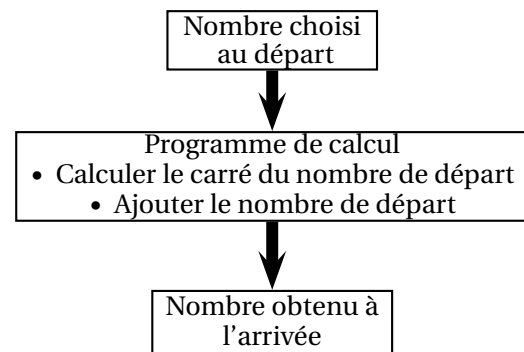 Nombre choisi
au départ
Programme de calcul
• Calculer le carré du nombre de départ
• Ajouter le nombre de départ
Nombre obtenu à
l'arrivée